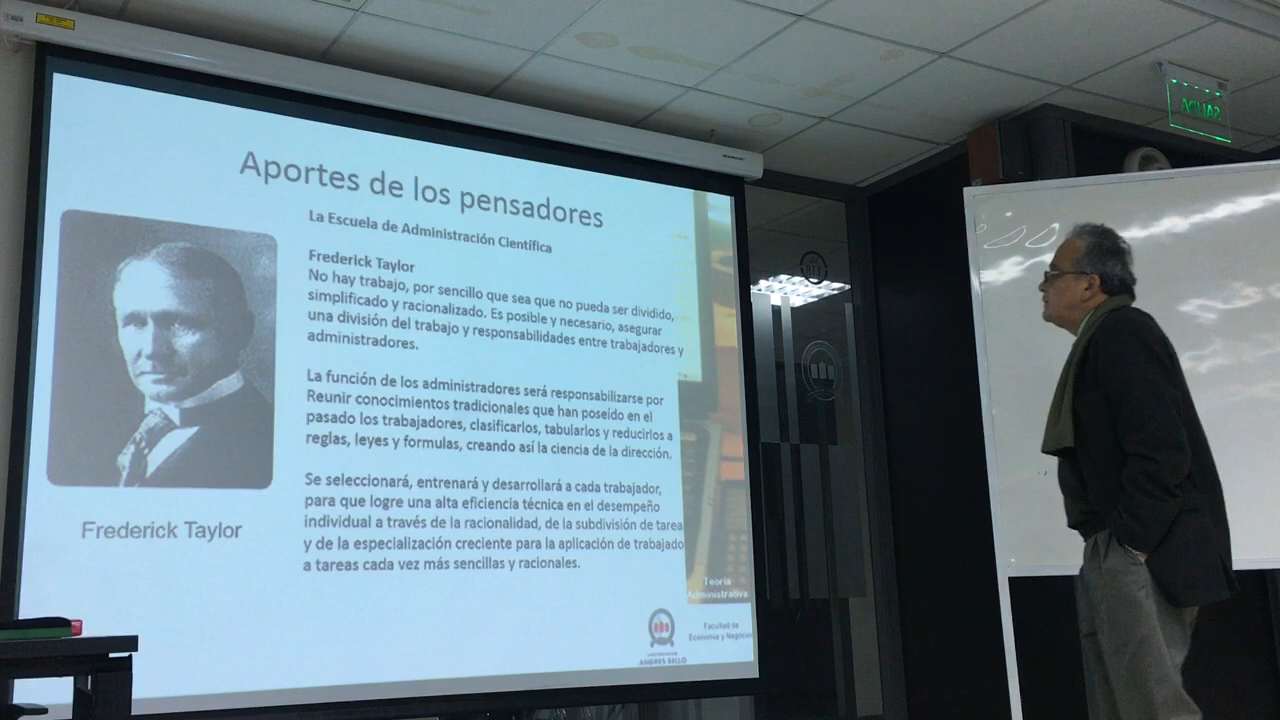 Aportes de los pensadores
La Escuela de Administración Científica
Frederick Taylor
No hay trabajo, por sencillo que sea que no pueda ser dividido,
simplificado y racionalizado. Es posible y necesario, asegurar
una división del trabajo y responsabilidades entre trabajadores y
administradores.
La función de los administradores será responsabilizarse por
Reunir conocimientos tradicionales que han poseído en el
pasado los trabajadores, clasificarlos, tabularlos y reducirlos a
reglas, leyes y formulas, creando así la ciencia de la dirección.
Se seleccionará, entrenará y desarrollará a cada trabajador,
para que logre una alta eficiencia técnica en el desempeño
individual a través de la racionalidad, de la subdivisión de tarea
y de la especialización creciente para la aplicación de trabajado
a tareas cada vez más sencillas y racionales.
Frederick Taylor
Teoría
Administrativa
Facultad de
Economía y Negocio
ANDRES BELLO
SALIDA